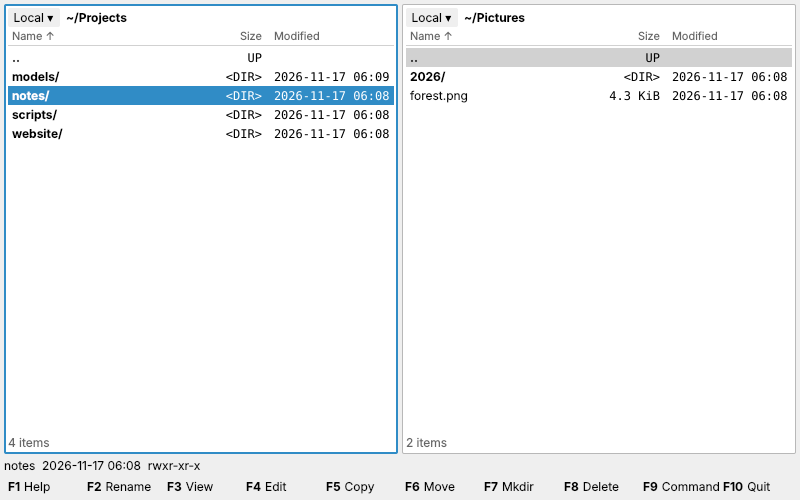 Local ▾ ~/Projects
Name ↑ Size Modified
.. UP
models/ <DIR> 2026-11-17 06:09
notes/ <DIR> 2026-11-17 06:08
scripts/ <DIR> 2026-11-17 06:08
website/ <DIR> 2026-11-17 06:08
4 items
Local ▾ ~/Pictures
Name ↑ Size Modified
.. UP
2026/ <DIR> 2026-11-17 06:08
forest.png 4.3 KiB 2026-11-17 06:08
2 items
notes 2026-11-17 06:08 rwxr-xr-x
F1 Help F2 Rename F3 View F4 Edit F5 Copy F6 Move F7 Mkdir F8 Delete F9 Command F10 Quit